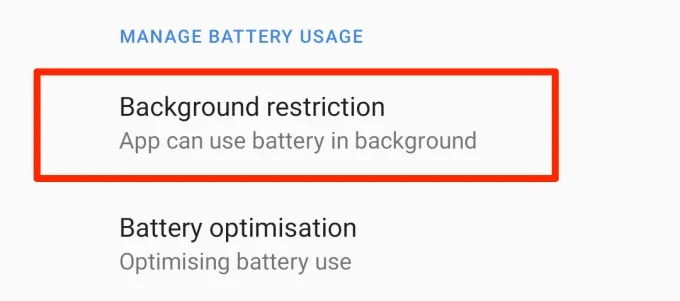 MANAGE BATTERY USAGE
Background restriction
App can use battery in background
Battery optimisation
Optimising battery use